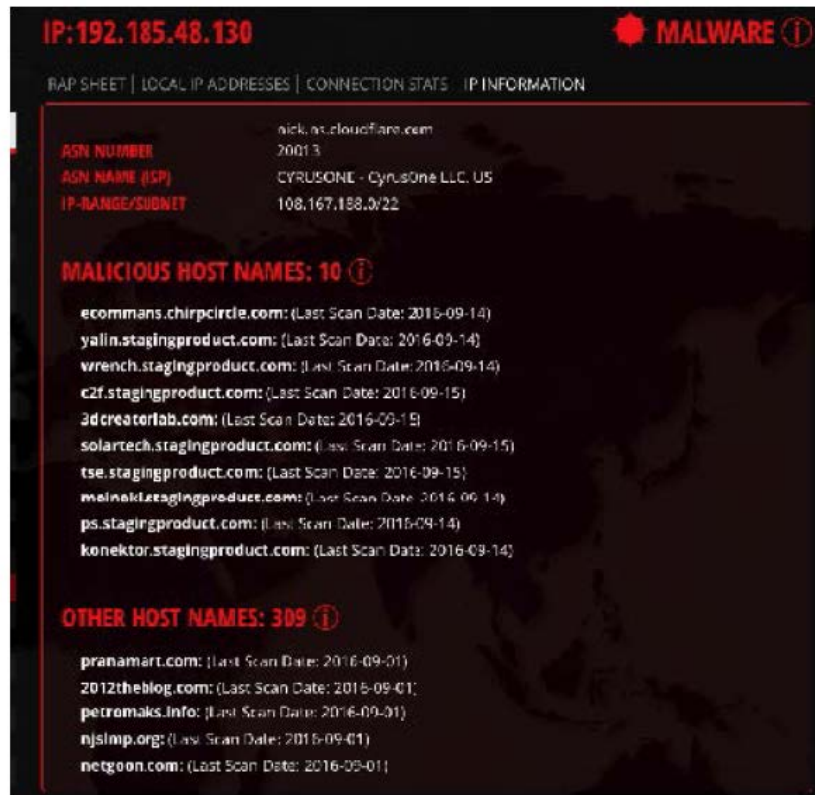 IP:192.185.48.130
MALWARE
RAP SHEET | LOCAL IP ADDRESSES | CONNECTION STATS IP INFORMATION
nick.ns.cloudflare.com
ASN NUMBER 20013
ASN NAME (ISP) CYRUSONE - CyrusOne LLC, US
IP-RANGE/SUBNET 108.167.188.0/22
MALICIOUS HOST NAMES: 10
ecommans.chirpcircle.com: (Last Scan Date: 2016-09-14)
yalin.stagingproduct.com: (Last Scan Date: 2016-09-14)
wrench.stagingproduct.com: (Last Scan Date: 2016-09-14)
c2f.stagingproduct.com: (Last Scan Date: 2016-09-15)
3dcreatorlab.com: (Last Scan Date: 2016-09-15)
solartech.stagingproduct.com: (Last Scan Date: 2016-09-15)
tse.stagingproduct.com: (Last Scan Date: 2016-09-15)
(Last Scan Date: 2016-09-14)
ps.stagingproduct.com: (Last Scan Date: 2016-09-14)
konektor.stagingproduct.com: (Last Scan Date: 2016-09-14)
OTHER HOST NAMES: 309
pranamart.com: (Last Scan Date: 2016-09-01)
2012theblog.com: (Last Scan Date: 2016-09-01)
petromaks.info: (Last Scan Date: 2016-09-01)
(Last Scan Date: 2016-09-01)
netgoon.com: (Last Scan Date: 2016-09-01)